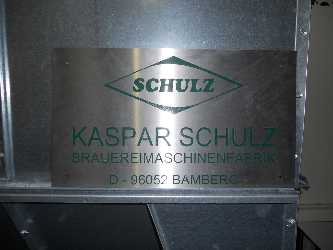 SCHULZ
KASPAR SCHULZ
BRAUEREIMASCHINENFABRIK
D - 96052 BAMBERG